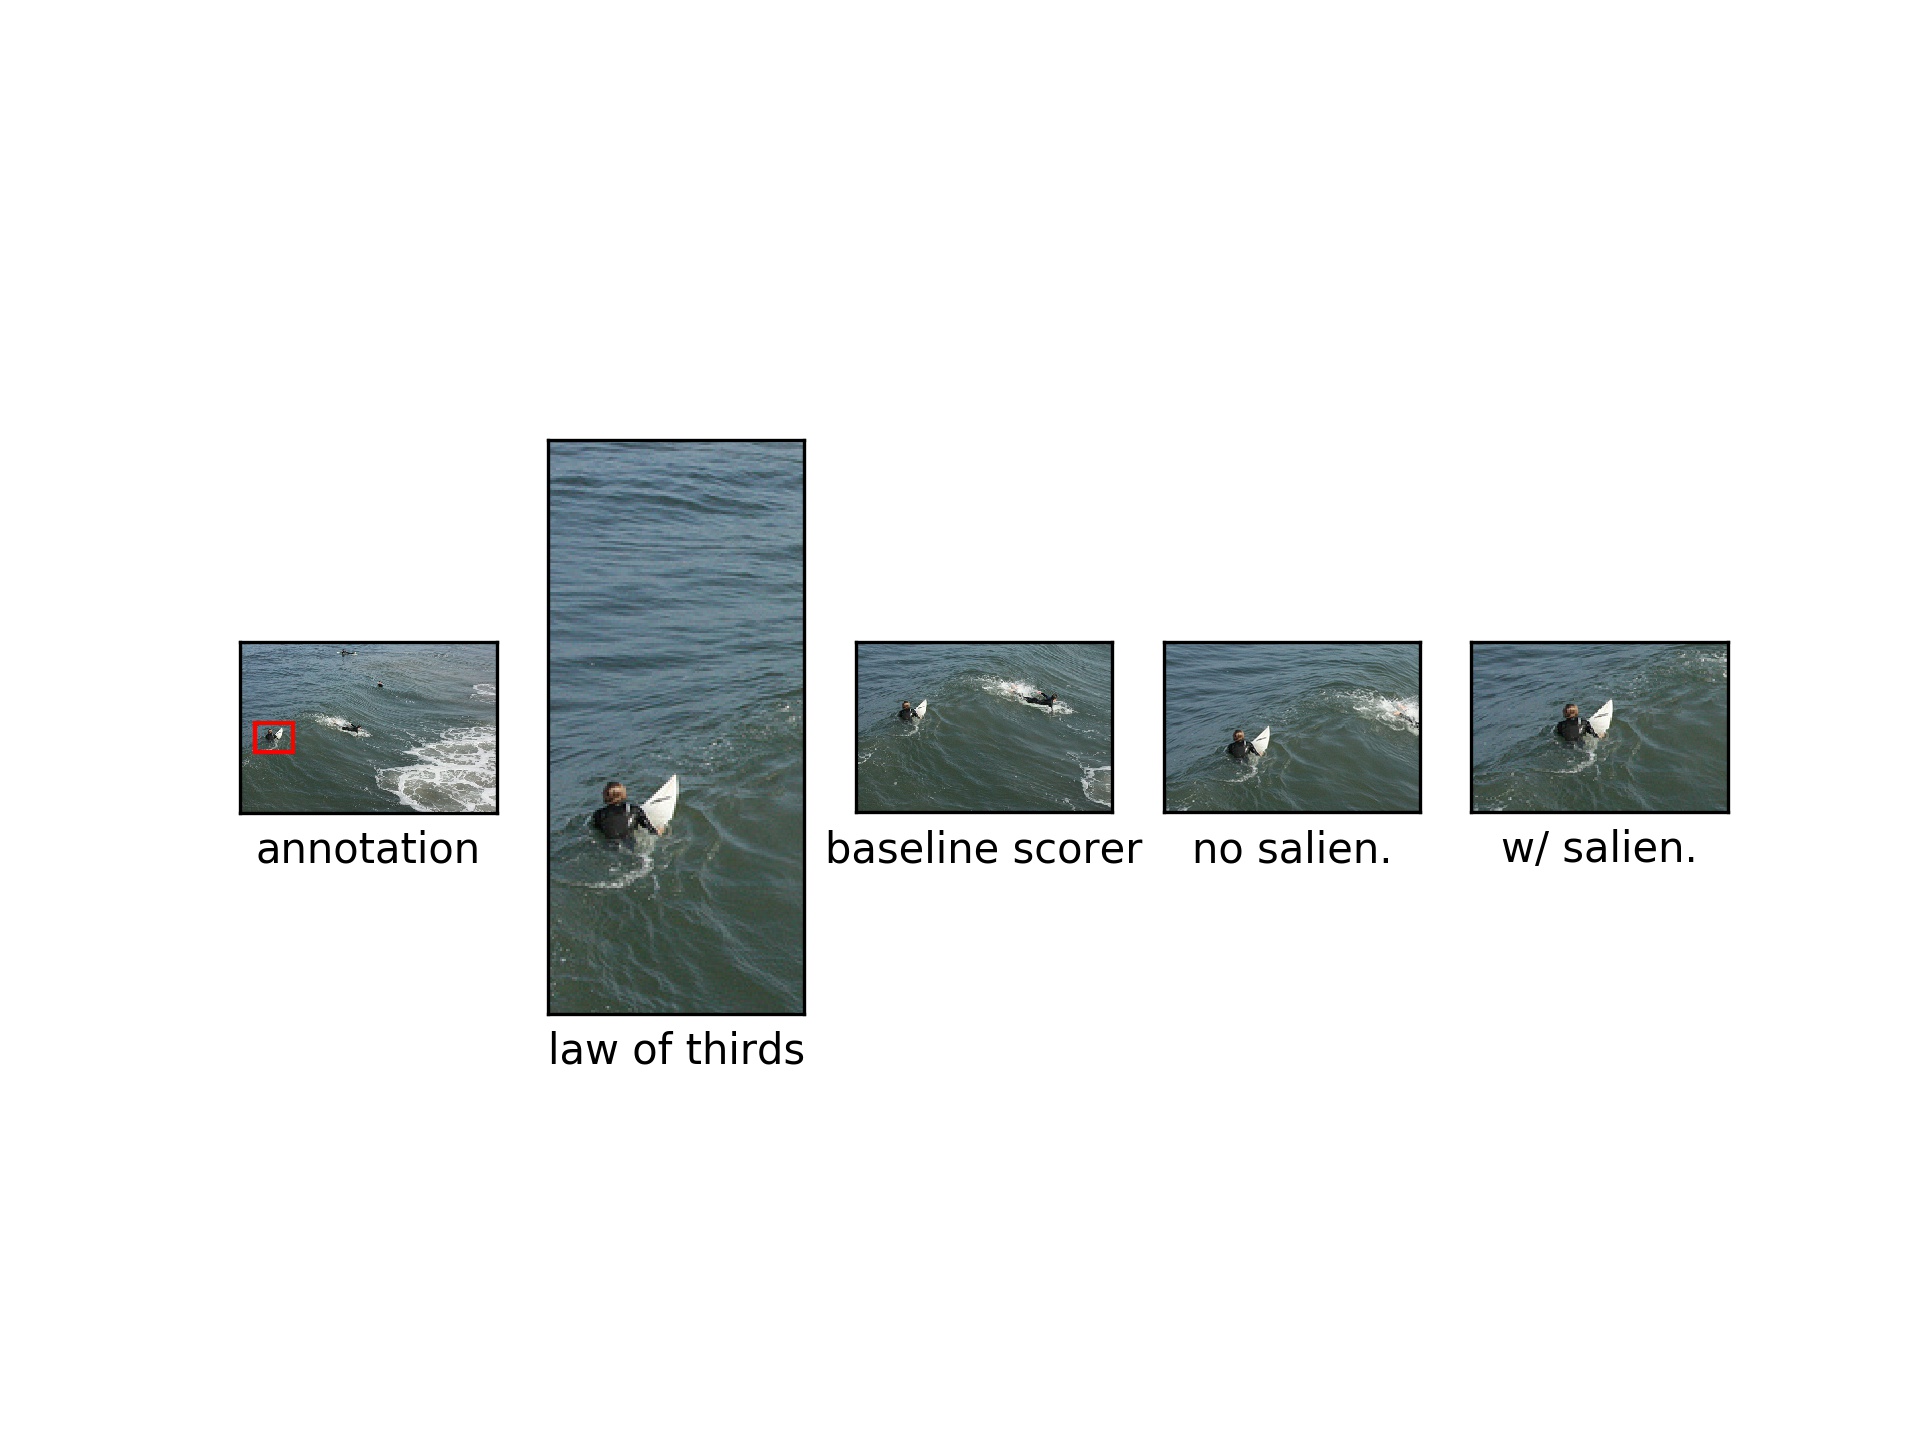 annotation
law of thirds
baseline scorer
no salien.
w/ salien.